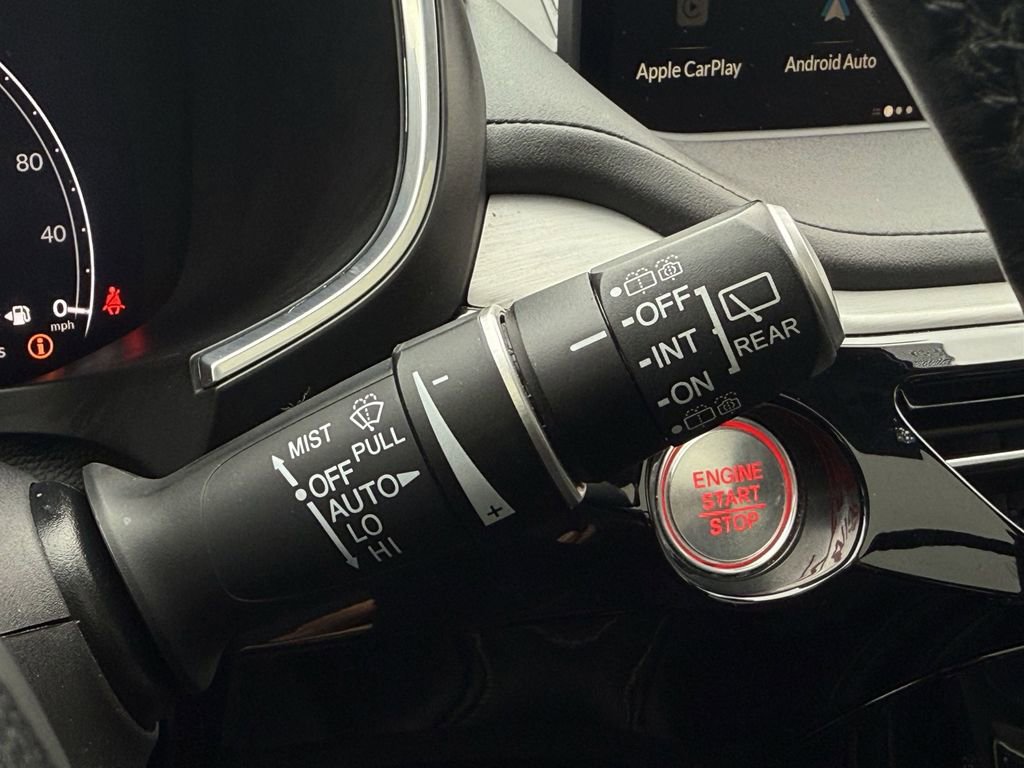 Apple CarPlay
Android Auto
80
40
0
mph
s
i
OFF
INT
ON
REAR
MIST
PULL
OFF
AUTO
LO
HI
-
+
ENGINE
START
STOP